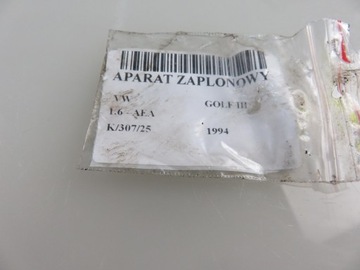 APARAT ZAPLONOWY
VW GOLF III
1.6 - AEA
K/307/25 1994